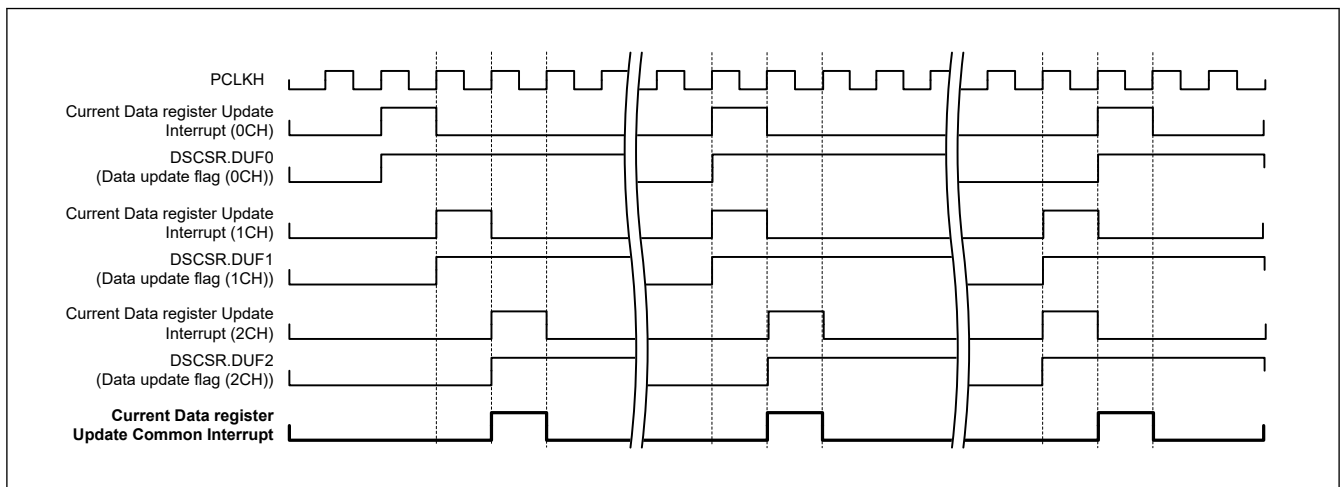 PCLKH
Current Data register Update
Interrupt (0CH)
DSCSR.DUF0
(Data update flag (0CH))
Current Data register Update
Interrupt (1CH)
DSCSR.DUF1
(Data update flag (1CH))
Current Data register Update
Interrupt (2CH)
DSCSR.DUF2
(Data update flag (2CH))
Current Data register
Update Common Interrupt